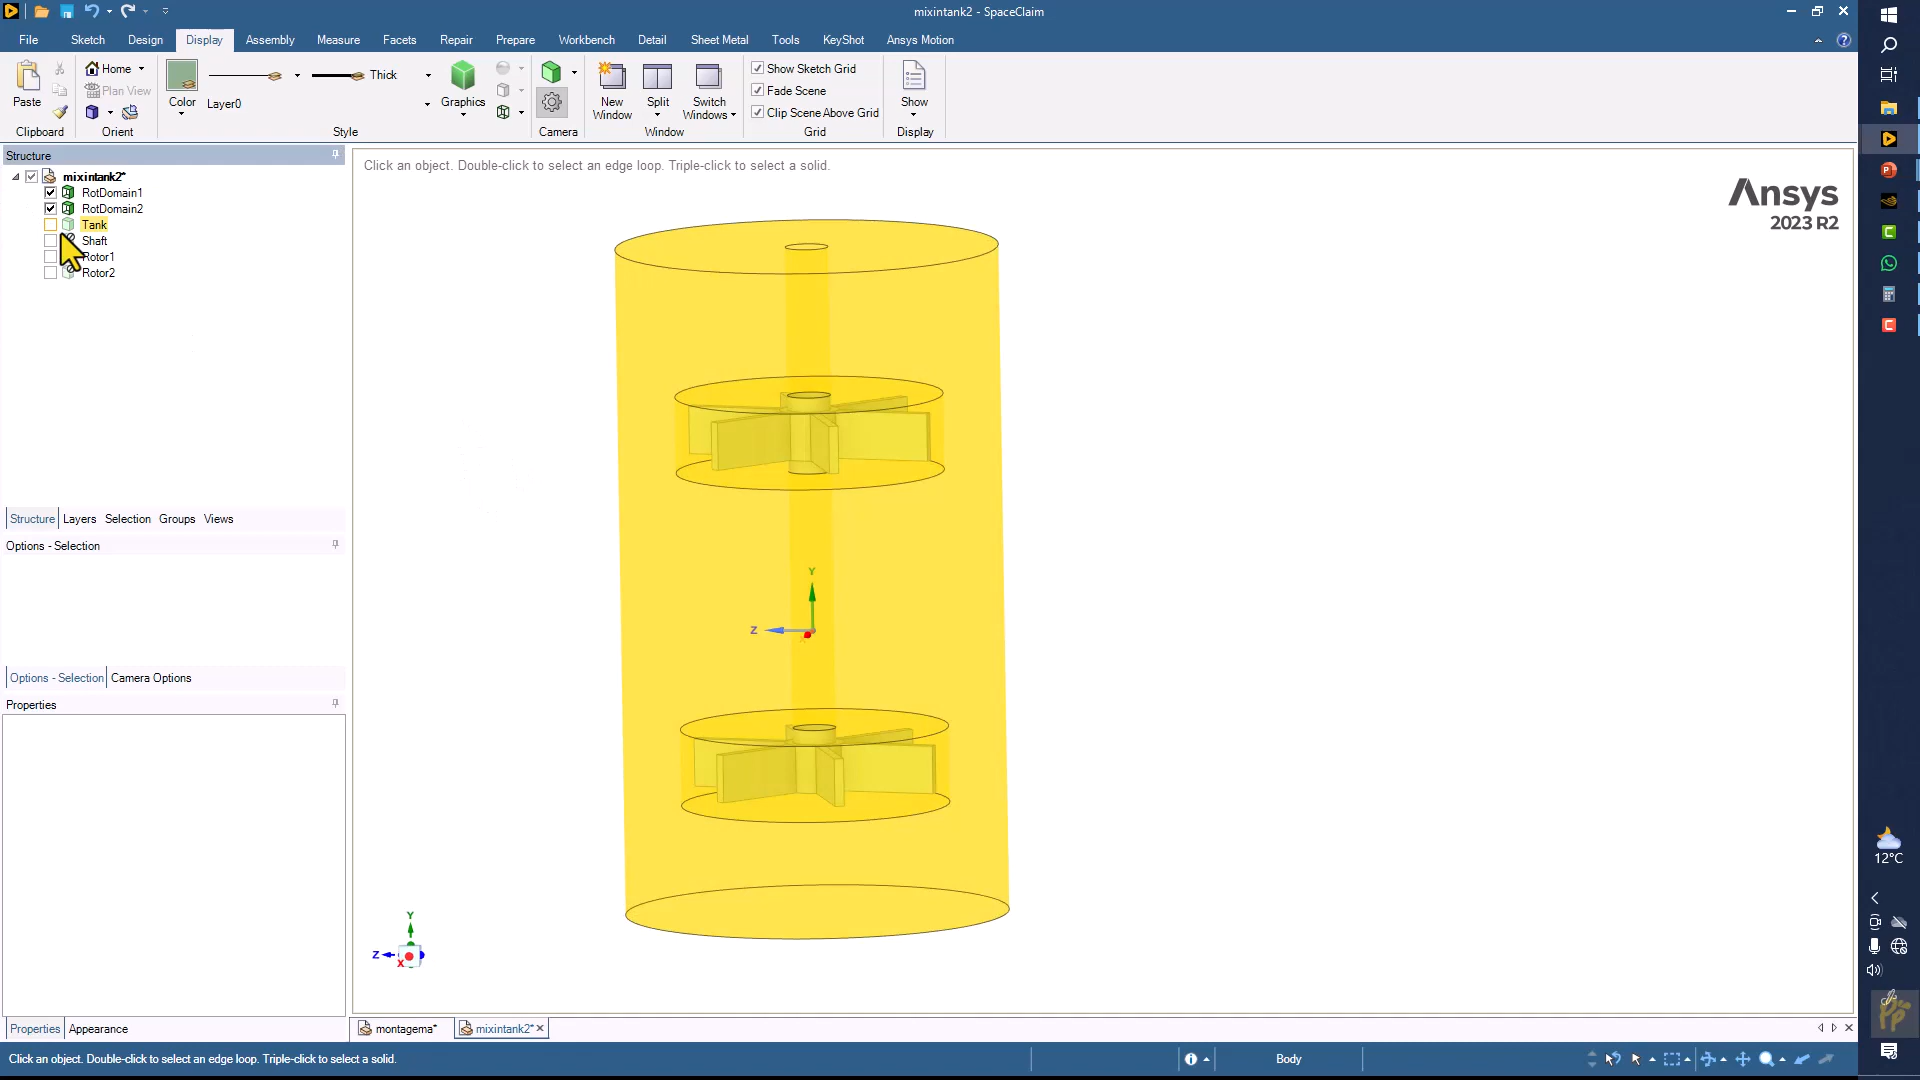 mixintank2 - SpaceClaim
File Sketch Design Display Assembly Measure Facets Repair Prepare Workbench Detail Sheet Metal Tools KeyShot Ansys Motion
Paste
Home
Plan View
Color
Layer0
Thick
Graphics
New Window
Split
Switch Windows
Show Sketch Grid
Fade Scene
Clip Scene Above Grid
Show
Clipboard Orient Style Camera Window Grid Display
Structure
mixintank2*
RotDomain1
RotDomain2
Tank
Shaft
Rotor1
Rotor2
Structure Layers Selection Groups Views
Options - Selection
Options - Selection Camera Options
Properties
Properties Appearance
Click an object. Double-click to select an edge loop. Triple-click to select a solid.
Ansys
2023 R2
Y
Z
Y
Z
X
montagema* mixintank2*
Click an object. Double-click to select an edge loop. Triple-click to select a solid.
Body
12°C